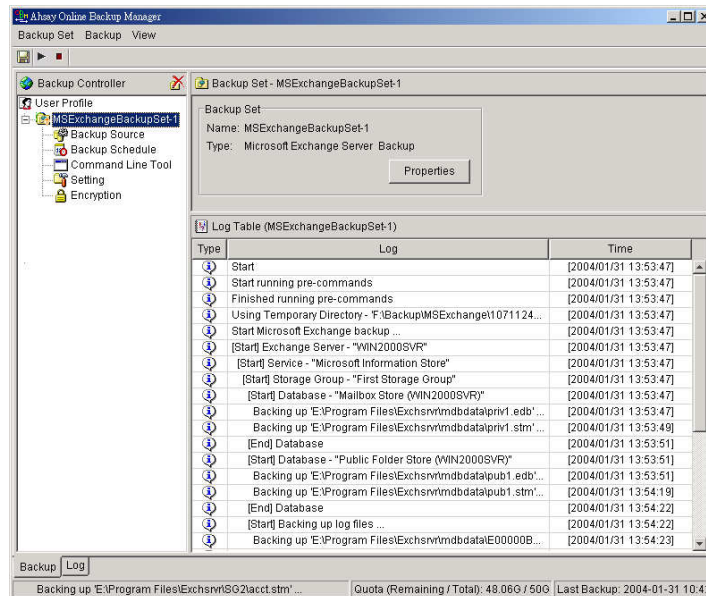 Ahsay Online Backup Manager
Backup Set Backup View
Backup Controller
User Profile
MSExchangeBackupSet-1
Backup Source
Backup Schedule
Command Line Tool
Setting
Encryption
Backup Set - MSExchangeBackupSet-1
Backup Set
Name: MSExchangeBackupSet-1
Type: Microsoft Exchange Server Backup
Properties
Log Table (MSExchangeBackupSet-1)
Type Log Time
Start [2004/01/31 13:53:47]
Start running pre-commands [2004/01/31 13:53:47]
Finished running pre-commands [2004/01/31 13:53:47]
Using Temporary Directory - 'F:\Backup\MSExchange\1071124... [2004/01/31 13:53:47]
Start Microsoft Exchange backup ... [2004/01/31 13:53:47]
[Start] Exchange Server - "WIN2000SVR" [2004/01/31 13:53:47]
[Start] Service - "Microsoft Information Store" [2004/01/31 13:53:47]
[Start] Storage Group - "First Storage Group" [2004/01/31 13:53:47]
[Start] Database - "Mailbox Store (WIN2000SVR)" [2004/01/31 13:53:47]
Backing up 'E:\Program Files\Exchsrvr\mdbdata\priv1.edb' ... [2004/01/31 13:53:47]
Backing up 'E:\Program Files\Exchsrvr\mdbdata\priv1.stm' ... [2004/01/31 13:53:49]
[End] Database [2004/01/31 13:53:51]
[Start] Database - "Public Folder Store (WIN2000SVR)" [2004/01/31 13:53:51]
Backing up 'E:\Program Files\Exchsrvr\mdbdata\pub1.edb'... [2004/01/31 13:53:51]
Backing up 'E:\Program Files\Exchsrvr\mdbdata\pub1.stm'... [2004/01/31 13:54:19]
[End] Database [2004/01/31 13:54:22]
[Start] Backing up log files ... [2004/01/31 13:54:22]
Backing up 'E:\Program Files\Exchsrvr\mdbdata\E00000B... [2004/01/31 13:54:23]
Backup Log
Backing up 'E:\Program Files\Exchsrvr\SG2\acct.stm' ... Quota (Remaining / Total): 48.06G / 50G Last Backup: 2004-01-31 10:4